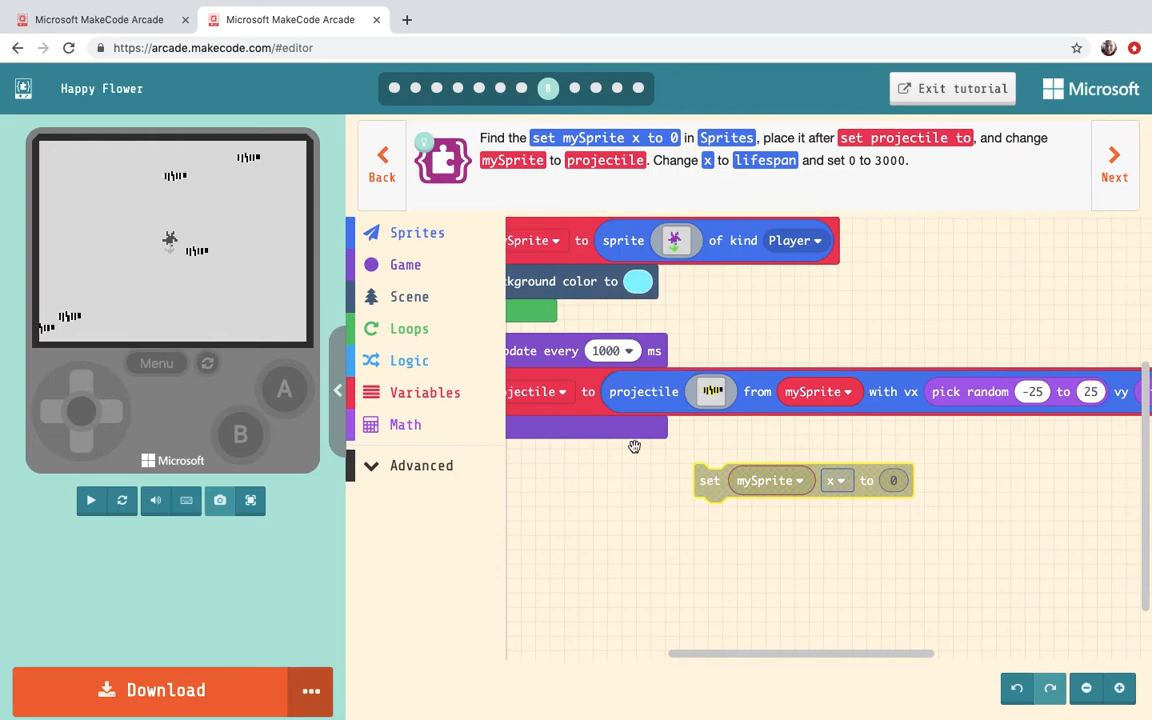 Microsoft MakeCode Arcade
Microsoft MakeCode Arcade
https://arcade.makecode.com/#editor
Happy Flower
8
Exit tutorial
Microsoft
Back
Find the set mySprite x to 0 in Sprites, place it after set projectile to, and change
mySprite to projectile. Change x to lifespan and set 0 to 3000.
Next
Sprites
Game
Scene
Loops
Logic
Variables
Math
Advanced
Sprite to sprite of kind Player
kground color to
pdate every 1000 ms
jectile to projectile from mySprite with vx pick random -25 to 25 vy
set mySprite x to 0
Menu
A
B
Microsoft
Download